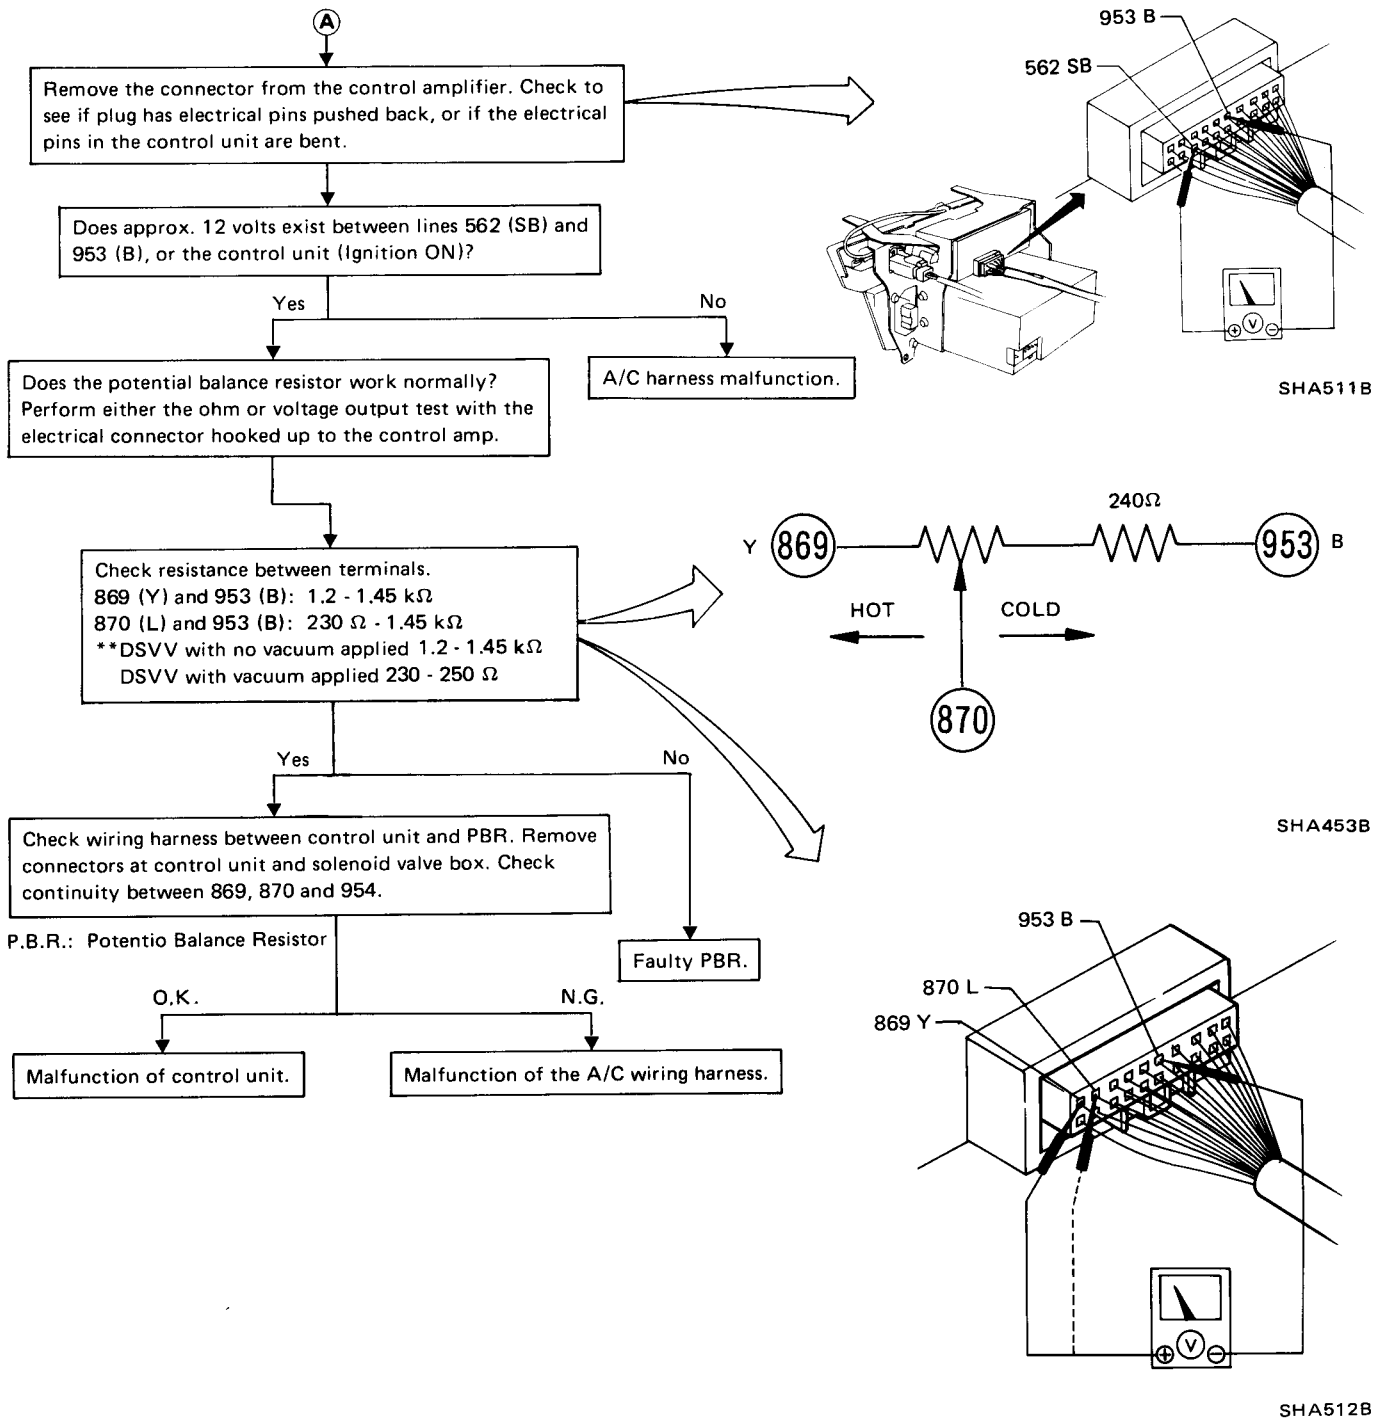 A
Remove the connector from the control amplifier. Check to
see if plug has electrical pins pushed back, or if the electrical
pins in the control unit are bent.
Does approx. 12 volts exist between lines 562 (SB) and
953 (B), or the control unit (Ignition ON)?
Yes
No
Does the potential balance resistor work normally?
Perform either the ohm or voltage output test with the
electrical connector hooked up to the control amp.
A/C harness malfunction.
953 B
562 SB
V
+
−
SHA511B
Check resistance between terminals.
869 (Y) and 953 (B): 1.2 - 1.45 kΩ
870 (L) and 953 (B): 230 Ω - 1.45 kΩ
**DSVV with no vacuum applied 1.2 - 1.45 kΩ
DSVV with vacuum applied 230 - 250 Ω
240Ω
Y 869
953 B
HOT
COLD
870
SHA453B
Yes
No
Check wiring harness between control unit and PBR. Remove
connectors at control unit and solenoid valve box. Check
continuity between 869, 870 and 954.
P.B.R.: Potentio Balance Resistor
Faulty PBR.
O.K.
N.G.
Malfunction of control unit.
Malfunction of the A/C wiring harness.
953 B
870 L
869 Y
V
+
−
SHA512B